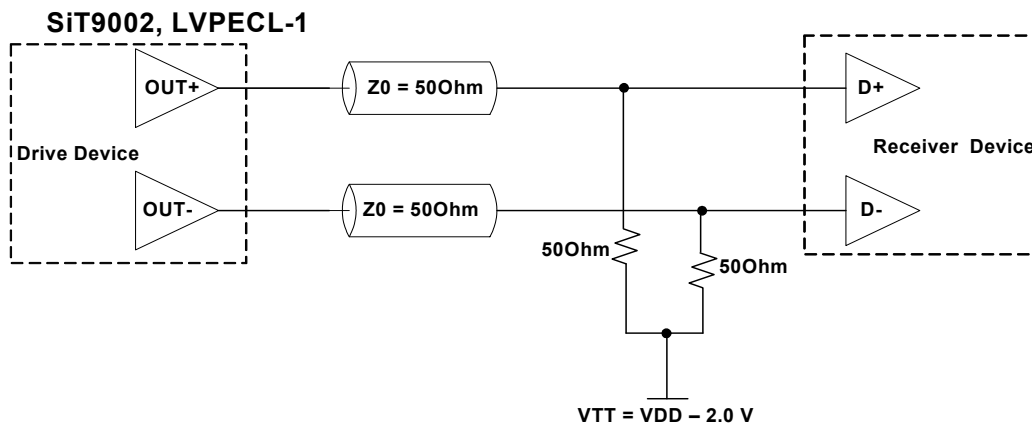 SiT9002, LVPECL-1
OUT+
Z0 = 50Ohm
D+
Drive Device
Receiver Device
OUT-
Z0 = 50Ohm
D-
50Ohm
50Ohm
VTT = VDD – 2.0 V